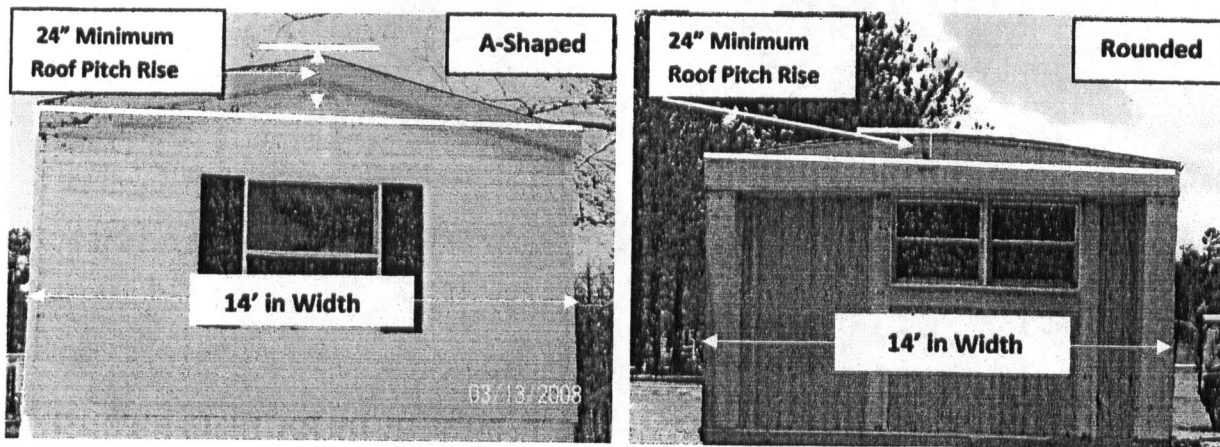 24” Minimum
Roof Pitch Rise
A-Shaped
14’ in Width
03/13/2008
24” Minimum
Roof Pitch Rise
Rounded
14’ in Width